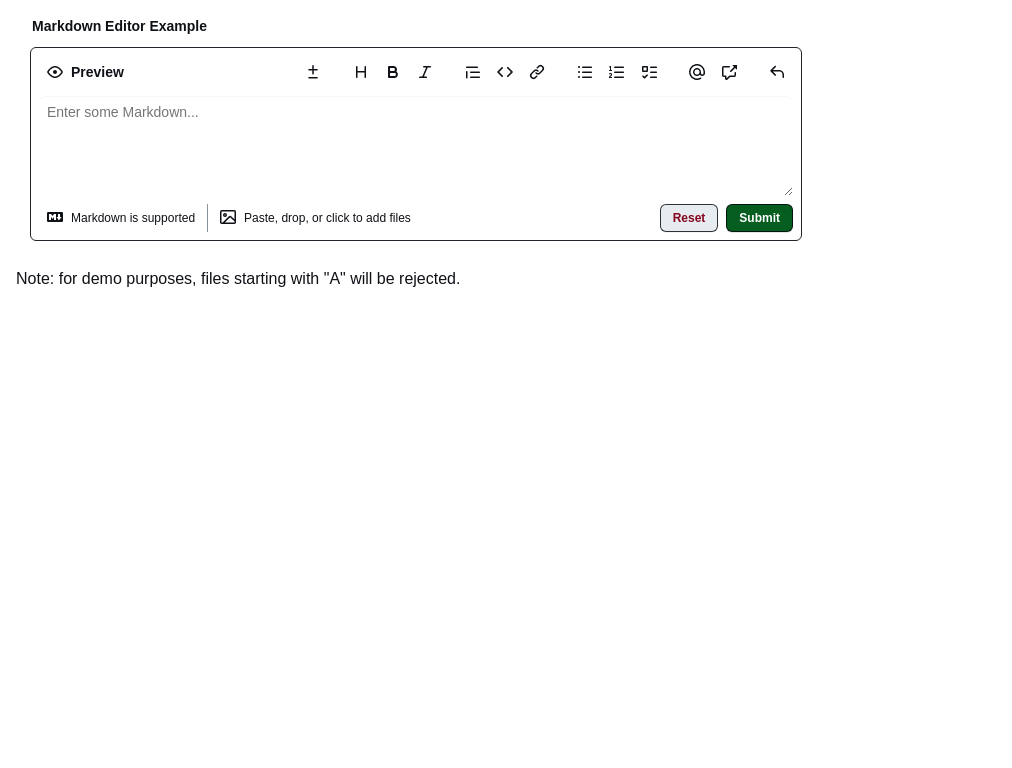 Markdown Editor Example
Preview
Enter some Markdown...
Markdown is supported
Paste, drop, or click to add files
Reset
Submit
Note: for demo purposes, files starting with "A" will be rejected.